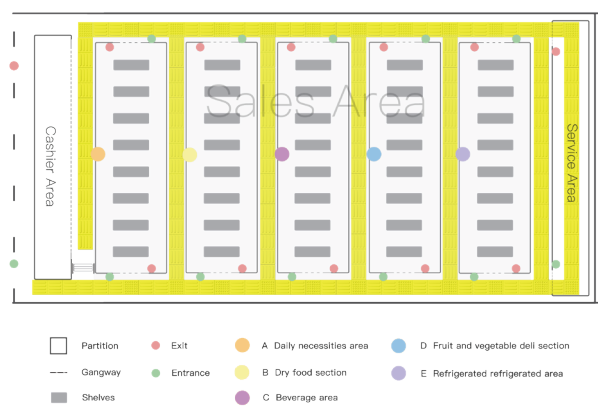 Sales Area
Cashier Area
Service Area
Partition
Exit
A Daily necessities area
D Fruit and vegetable deli section
Gangway
Entrance
B Dry food section
E Refrigerated refrigerated area
Shelves
C Beverage area